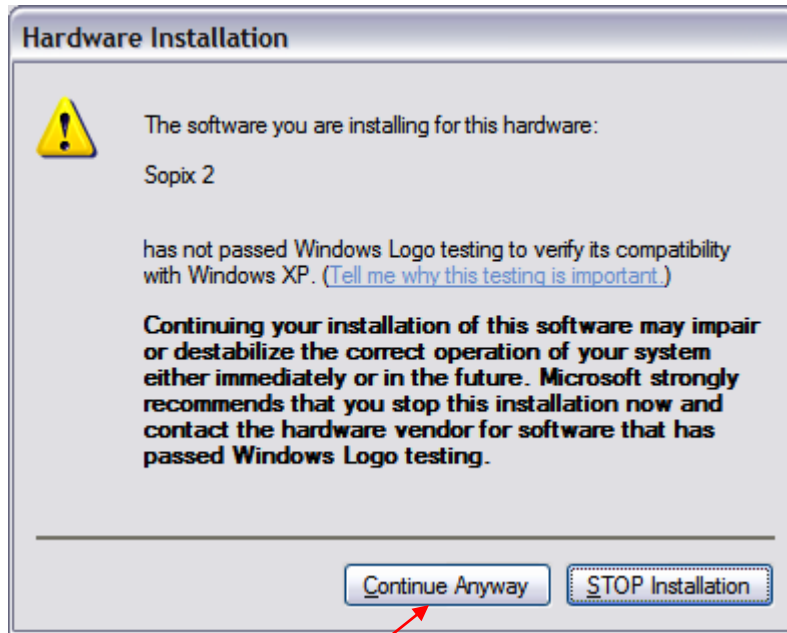 Hardware Installation
The software you are installing for this hardware:
Sopix 2
has not passed Windows Logo testing to verify its compatibility
with Windows XP. (Tell me why this testing is important.)
Continuing your installation of this software may impair
or destabilize the correct operation of your system
either immediately or in the future. Microsoft strongly
recommends that you stop this installation now and
contact the hardware vendor for software that has
passed Windows Logo testing.
Continue Anyway STOP Installation